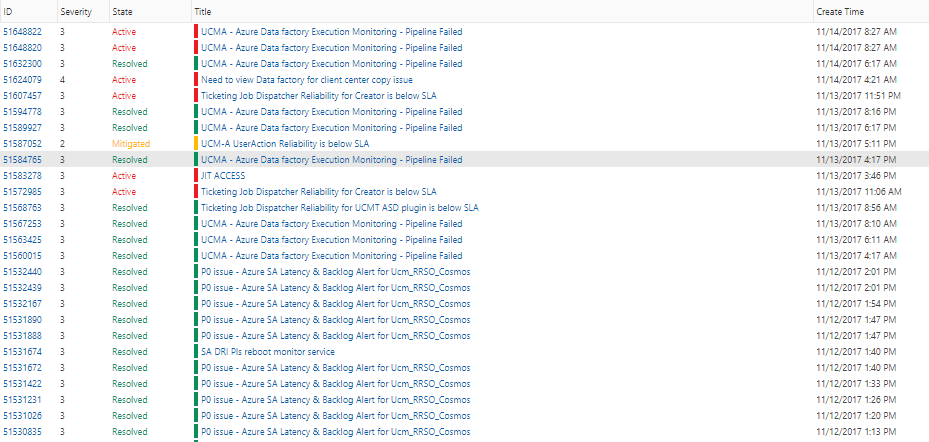 ID Severity State Title Create Time
51648822 3 Active UCMA - Azure Data factory Execution Monitoring - Pipeline Failed 11/14/2017 8:27 AM
51648820 3 Active UCMA - Azure Data factory Execution Monitoring - Pipeline Failed 11/14/2017 8:27 AM
51632300 3 Resolved UCMA - Azure Data factory Execution Monitoring - Pipeline Failed 11/14/2017 6:17 AM
51624079 4 Active Need to view Data factory for client center copy issue 11/14/2017 4:21 AM
51607457 3 Active Ticketing Job Dispatcher Reliability for Creator is below SLA 11/13/2017 11:51 PM
51594778 3 Resolved UCMA - Azure Data factory Execution Monitoring - Pipeline Failed 11/13/2017 8:16 PM
51589927 3 Resolved UCMA - Azure Data factory Execution Monitoring - Pipeline Failed 11/13/2017 6:17 PM
51587052 2 Mitigated UCM-A UserAction Reliability is below SLA 11/13/2017 5:11 PM
51584765 3 Resolved UCMA - Azure Data factory Execution Monitoring - Pipeline Failed 11/13/2017 4:17 PM
51583278 3 Active JIT ACCESS 11/13/2017 3:46 PM
51572985 3 Active Ticketing Job Dispatcher Reliability for Creator is below SLA 11/13/2017 11:06 AM
51568763 3 Resolved Ticketing Job Dispatcher Reliability for UCMT ASD plugin is below SLA 11/13/2017 8:56 AM
51567253 3 Resolved UCMA - Azure Data factory Execution Monitoring - Pipeline Failed 11/13/2017 8:10 AM
51563425 3 Resolved UCMA - Azure Data factory Execution Monitoring - Pipeline Failed 11/13/2017 6:11 AM
51560015 3 Resolved UCMA - Azure Data factory Execution Monitoring - Pipeline Failed 11/13/2017 4:17 AM
51532440 3 Resolved P0 issue - Azure SA Latency & Backlog Alert for Ucm_RRSO_Cosmos 11/12/2017 2:01 PM
51532439 3 Resolved P0 issue - Azure SA Latency & Backlog Alert for Ucm_RRSO_Cosmos 11/12/2017 2:01 PM
51532167 3 Resolved P0 issue - Azure SA Latency & Backlog Alert for Ucm_RRSO_Cosmos 11/12/2017 1:54 PM
51531890 3 Resolved P0 issue - Azure SA Latency & Backlog Alert for Ucm_RRSO_Cosmos 11/12/2017 1:47 PM
51531888 3 Resolved P0 issue - Azure SA Latency & Backlog Alert for Ucm_RRSO_Cosmos 11/12/2017 1:47 PM
51531674 3 Resolved SA DRI Pls reboot monitor service 11/12/2017 1:40 PM
51531672 3 Resolved P0 issue - Azure SA Latency & Backlog Alert for Ucm_RRSO_Cosmos 11/12/2017 1:40 PM
51531422 3 Resolved P0 issue - Azure SA Latency & Backlog Alert for Ucm_RRSO_Cosmos 11/12/2017 1:33 PM
51531231 3 Resolved P0 issue - Azure SA Latency & Backlog Alert for Ucm_RRSO_Cosmos 11/12/2017 1:26 PM
51531026 3 Resolved P0 issue - Azure SA Latency & Backlog Alert for Ucm_RRSO_Cosmos 11/12/2017 1:20 PM
51530835 3 Resolved P0 issue - Azure SA Latency & Backlog Alert for Ucm_RRSO_Cosmos 11/12/2017 1:13 PM